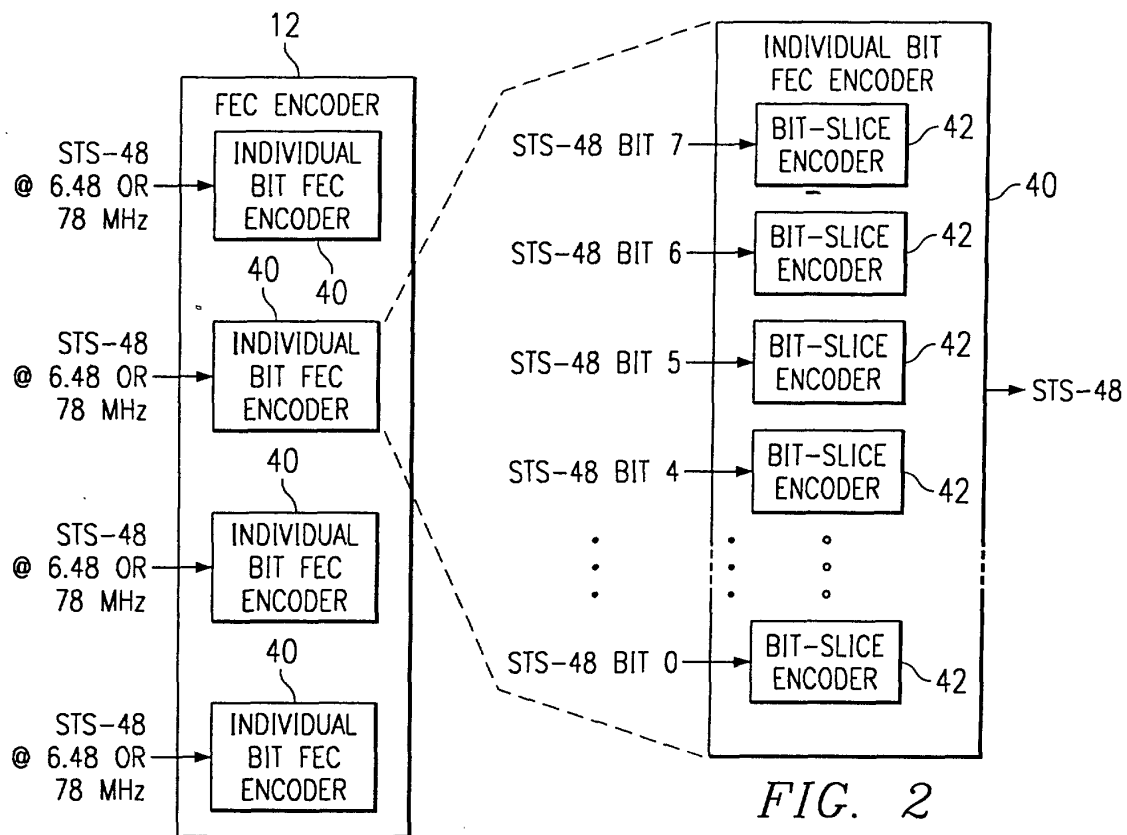 12
FEC ENCODER
STS-48
@ 6.48 OR
78 MHz
INDIVIDUAL
BIT FEC
ENCODER
40
40
STS-48
@ 6.48 OR
78 MHz
INDIVIDUAL
BIT FEC
ENCODER
40
STS-48
@ 6.48 OR
78 MHz
INDIVIDUAL
BIT FEC
ENCODER
40
STS-48
@ 6.48 OR
78 MHz
INDIVIDUAL
BIT FEC
ENCODER
INDIVIDUAL BIT
FEC ENCODER
40
STS-48 BIT 7
BIT-SLICE
ENCODER
42
STS-48 BIT 6
BIT-SLICE
ENCODER
42
STS-48 BIT 5
BIT-SLICE
ENCODER
42
STS-48
STS-48 BIT 4
BIT-SLICE
ENCODER
42
STS-48 BIT 0
BIT-SLICE
ENCODER
42
FIG. 2